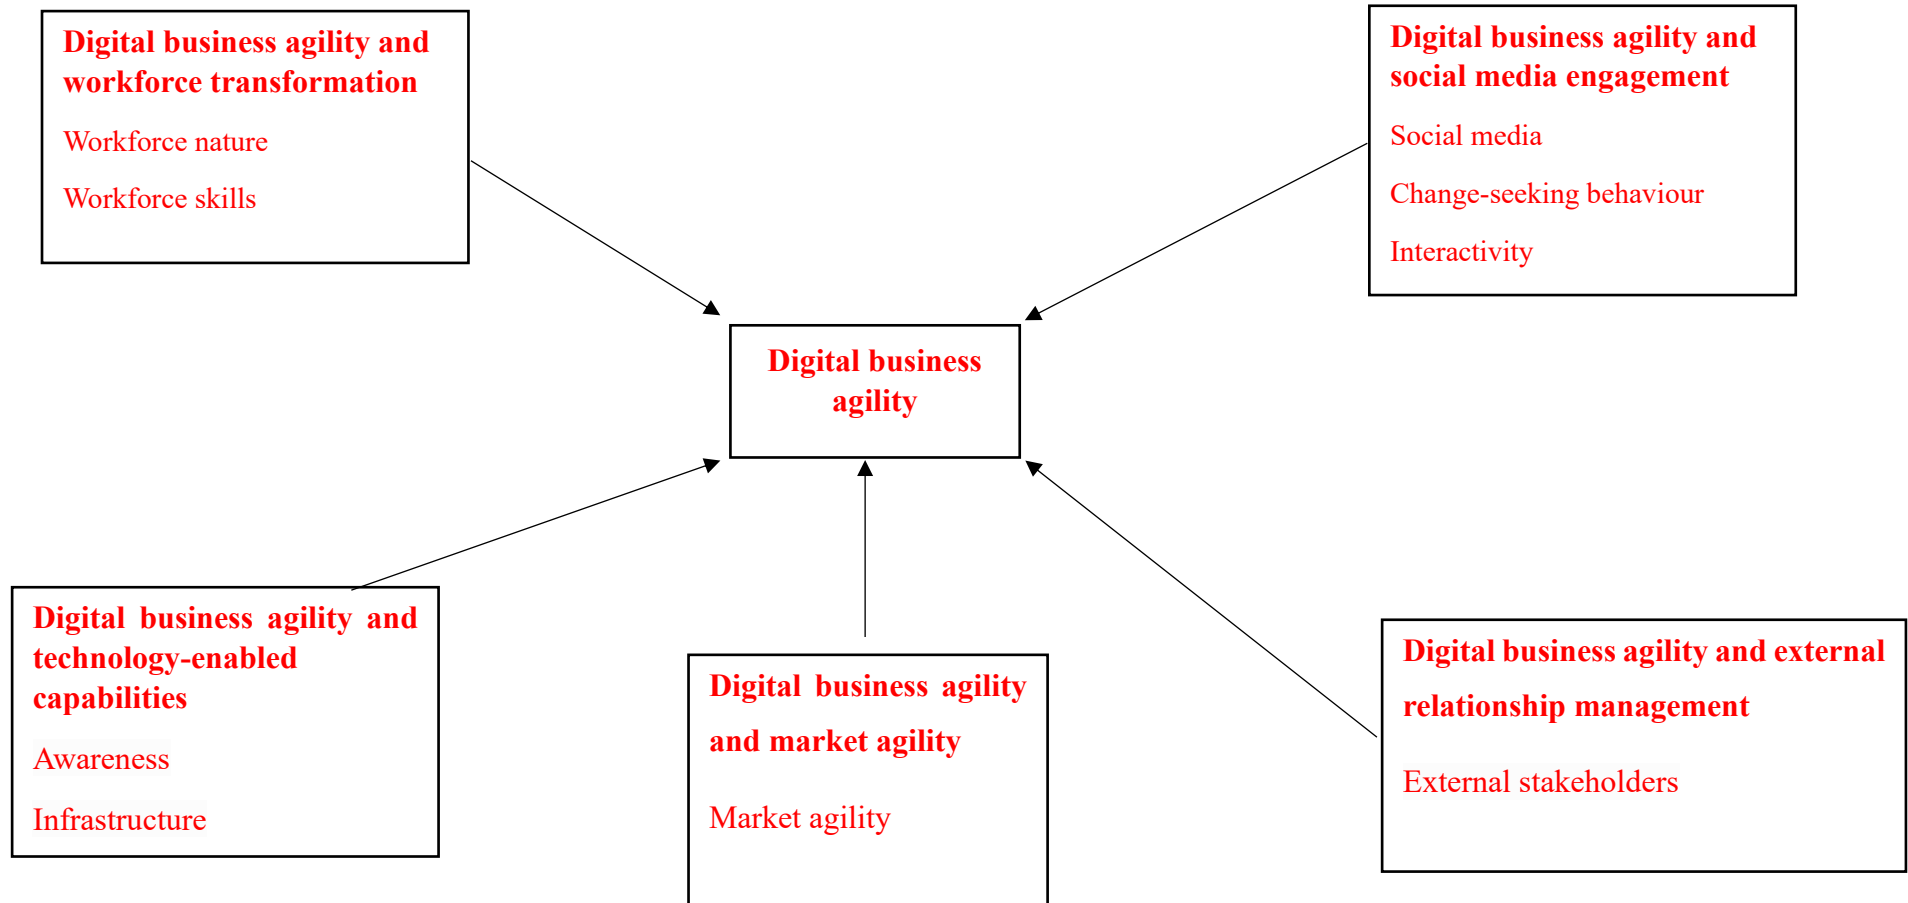 Digital business agility and
workforce transformation
Workforce nature
Workforce skills
Digital business agility and
social media engagement
Social media
Change-seeking behaviour
Interactivity
Digital business
agility
Digital business agility and
technology-enabled
capabilities
Awareness
Infrastructure
Digital business agility
and market agility
Market agility
Digital business agility and external
relationship management
External stakeholders